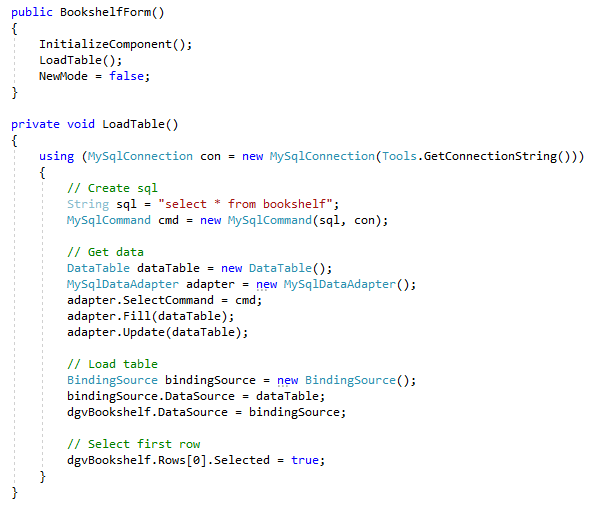 public BookshelfForm()
{
InitializeComponent();
LoadTable();
NewMode = false;
}
private void LoadTable()
{
using (MySqlConnection con = new MySqlConnection(Tools.GetConnectionString()))
{
// Create sql
String sql = "select * from bookshelf";
MySqlCommand cmd = new MySqlCommand(sql, con);
// Get data
DataTable dataTable = new DataTable();
MySqlDataAdapter adapter = new MySqlDataAdapter();
adapter.SelectCommand = cmd;
adapter.Fill(dataTable);
adapter.Update(dataTable);
// Load table
BindingSource bindingSource = new BindingSource();
bindingSource.DataSource = dataTable;
dgvBookshelf.DataSource = bindingSource;
// Select first row
dgvBookshelf.Rows[0].Selected = true;
}
}